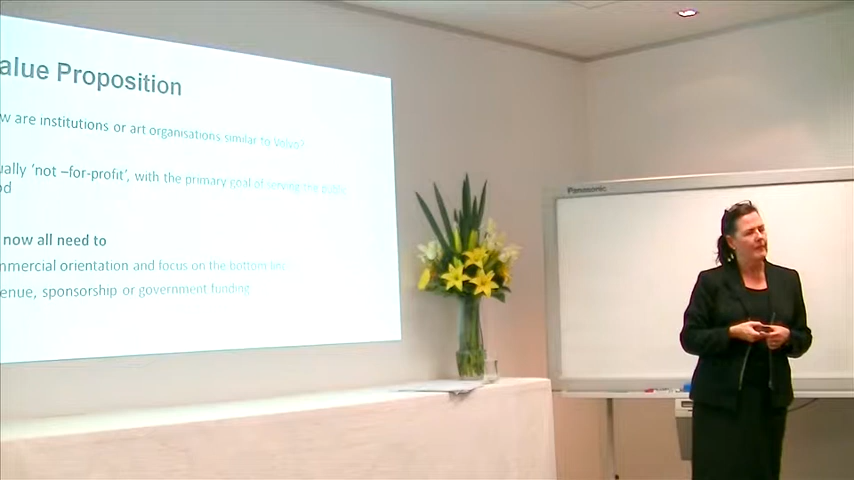 alue Proposition
w are institutions or art organisations similar to Volvo?
ually 'not –for-profit', with the primary goal of serving the public
od
now all need to
mmercial orientation and focus on the bottom line
enue, sponsorship or government funding
Panasonic